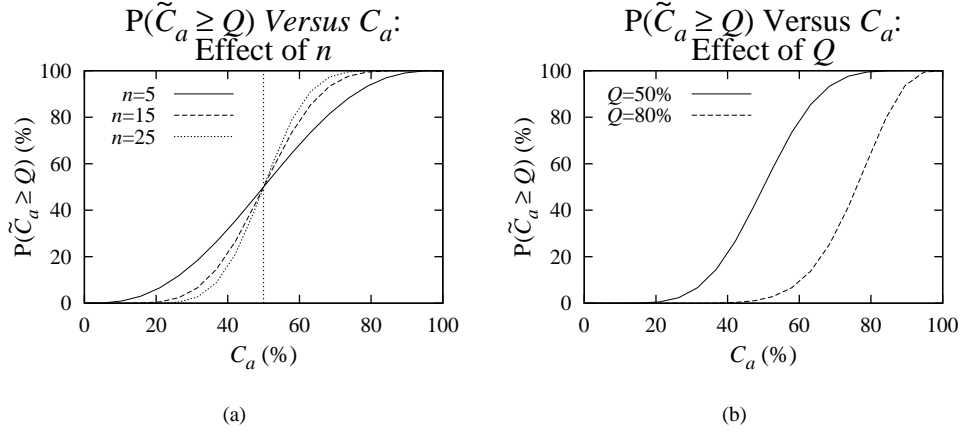 P(C̃a ≥ Q) Versus Ca:
Effect of n
100
80
60
40
20
0
P(C̃a ≥ Q) (%)
n=5
n=15
n=25
0 20 40 60 80 100
Ca (%)
(a)
P(C̃a ≥ Q) Versus Ca:
Effect of Q
100
80
60
40
20
0
P(C̃a ≥ Q) (%)
Q=50%
Q=80%
0 20 40 60 80 100
Ca (%)
(b)